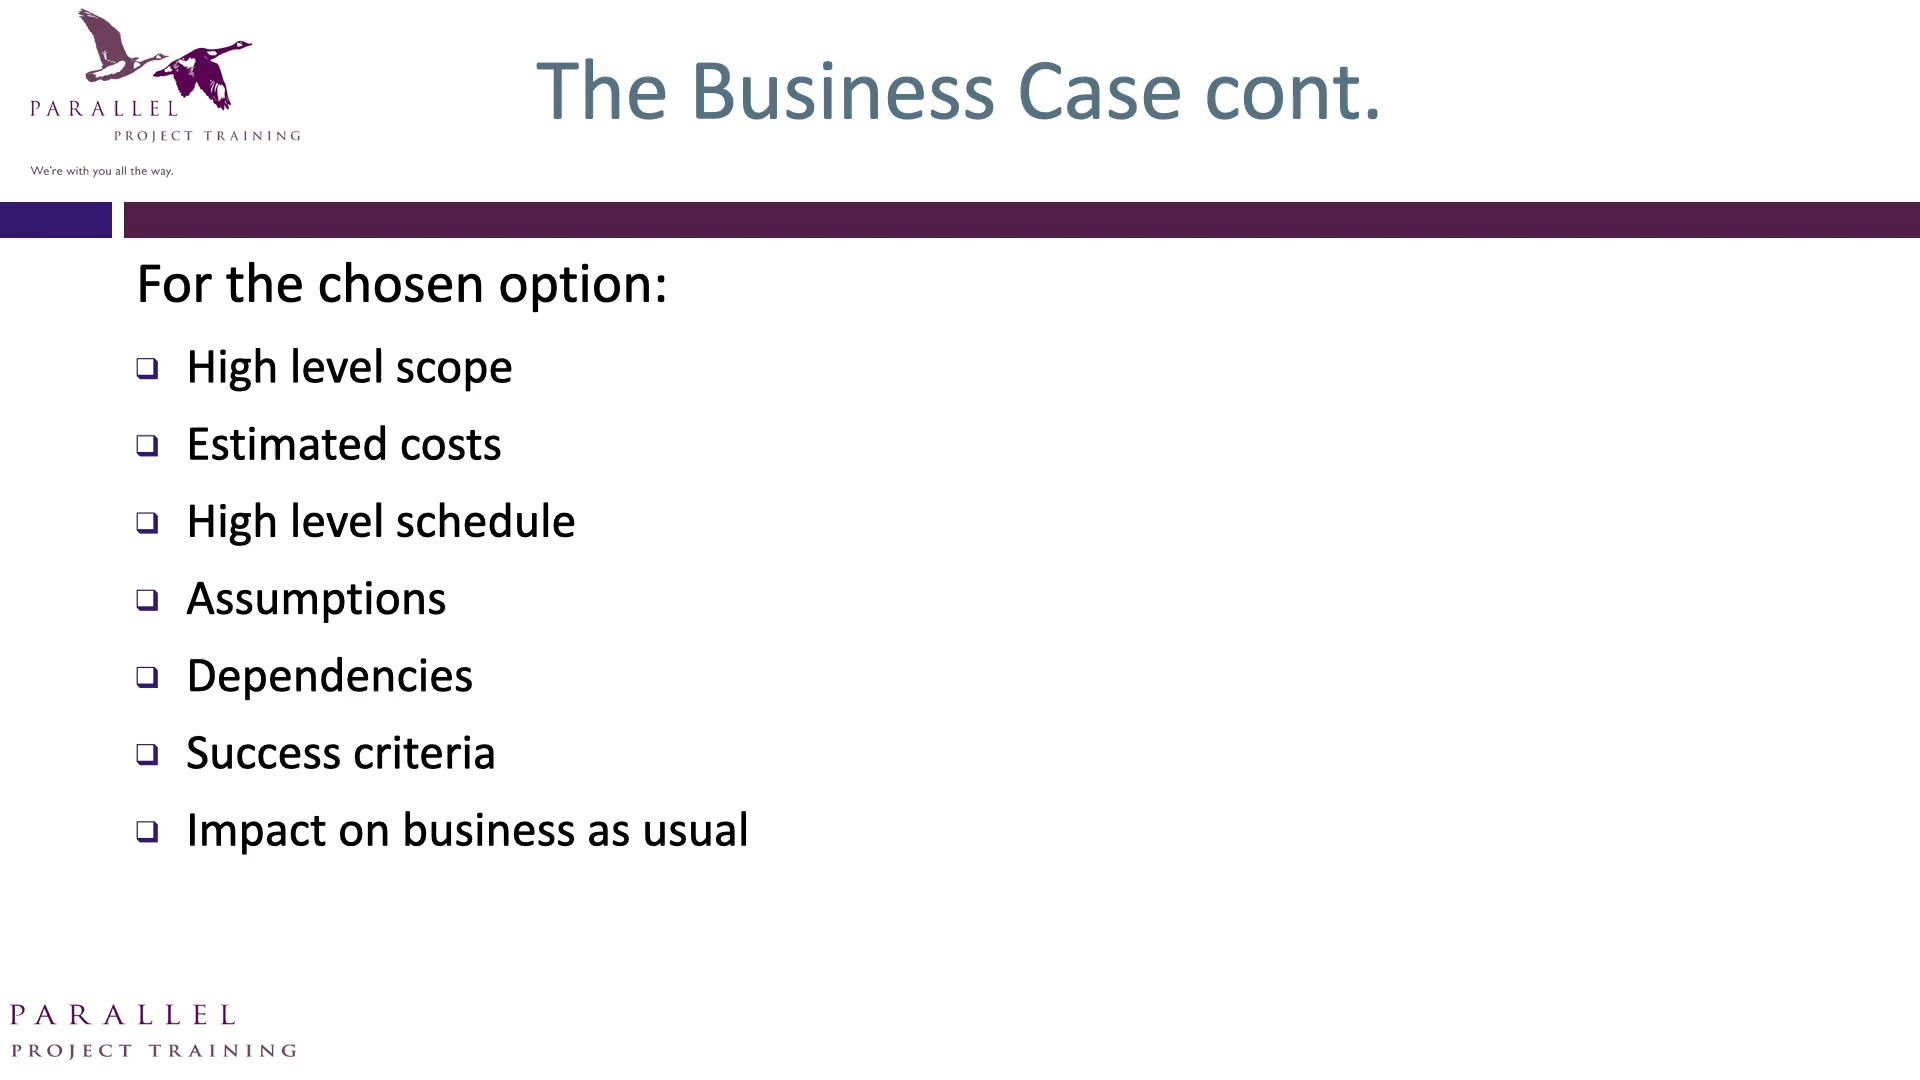 PARALLEL
PROJECT TRAINING
We're with you all the way.
The Business Case cont.
For the chosen option:
High level scope
Estimated costs
High level schedule
Assumptions
Dependencies
Success criteria
Impact on business as usual
PARALLEL
PROJECT TRAINING